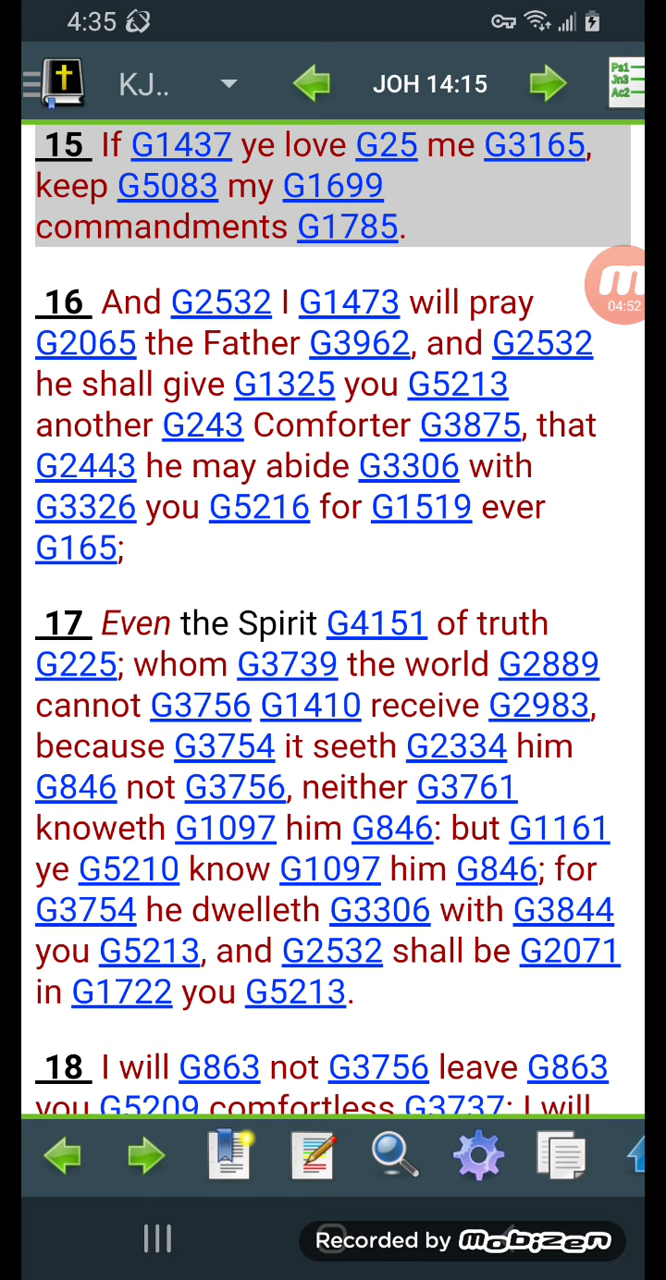 4:35
KJ..
JOH 14:15
Ps1
Jn3
Ac2
15 If G1437 ye love G25 me G3165,
keep G5083 my G1699
commandments G1785.
04:52
16 And G2532 I G1473 will pray
G2065 the Father G3962, and G2532
he shall give G1325 you G5213
another G243 Comforter G3875, that
G2443 he may abide G3306 with
G3326 you G5216 for G1519 ever
G165;
17 Even the Spirit G4151 of truth
G225; whom G3739 the world G2889
cannot G3756 G1410 receive G2983,
because G3754 it seeth G2334 him
G846 not G3756, neither G3761
knoweth G1097 him G846: but G1161
ye G5210 know G1097 him G846; for
G3754 he dwelleth G3306 with G3844
you G5213, and G2532 shall be G2071
in G1722 you G5213.
18 I will G863 not G3756 leave G863
you G5209 comfortless G3737: I will
Recorded by mobizen